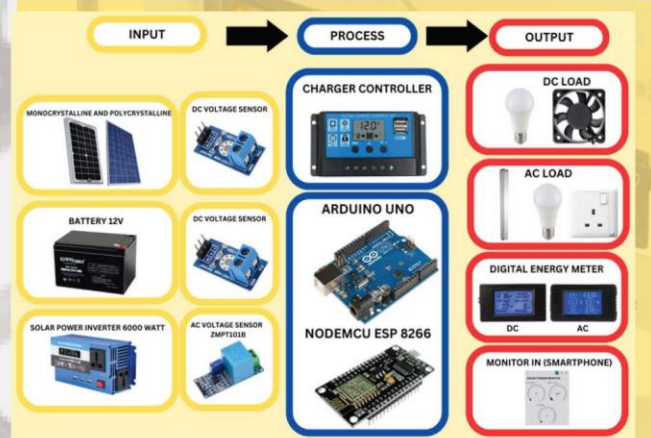 INPUT
PROCESS
OUTPUT
MONOCRYSTALLINE AND POLYCRYSTALLINE
DC VOLTAGE SENSOR
BATTERY 12V
DC VOLTAGE SENSOR
SOLAR POWER INVERTER 6000 WATT
AC VOLTAGE SENSOR
ZMPT101B
CHARGER CONTROLLER
ARDUINO UNO
NODEMCU ESP 8266
DC LOAD
AC LOAD
DIGITAL ENERGY METER
DC
AC
MONITOR IN (SMARTPHONE)